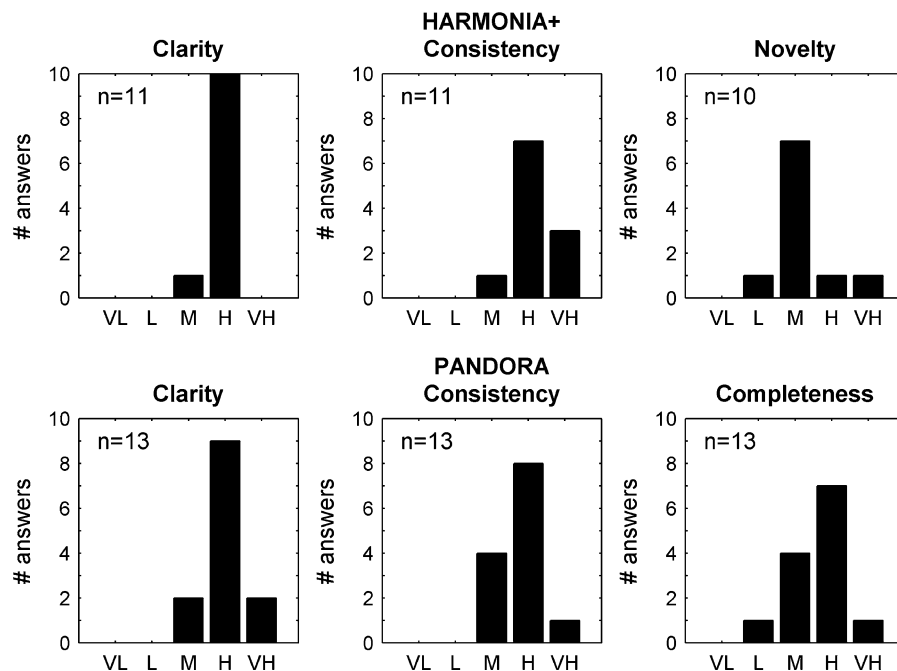 HARMONIA+
Clarity
Consistency
Novelty
n=11
n=11
n=10
# answers
10
8
6
4
2
0
VL L M H VH
# answers
10
8
6
4
2
0
VL L M H VH
# answers
10
8
6
4
2
0
VL L M H VH
PANDORA
Clarity
Consistency
Completeness
n=13
n=13
n=13
# answers
10
8
6
4
2
0
VL L M H VH
# answers
10
8
6
4
2
0
VL L M H VH
# answers
10
8
6
4
2
0
VL L M H VH